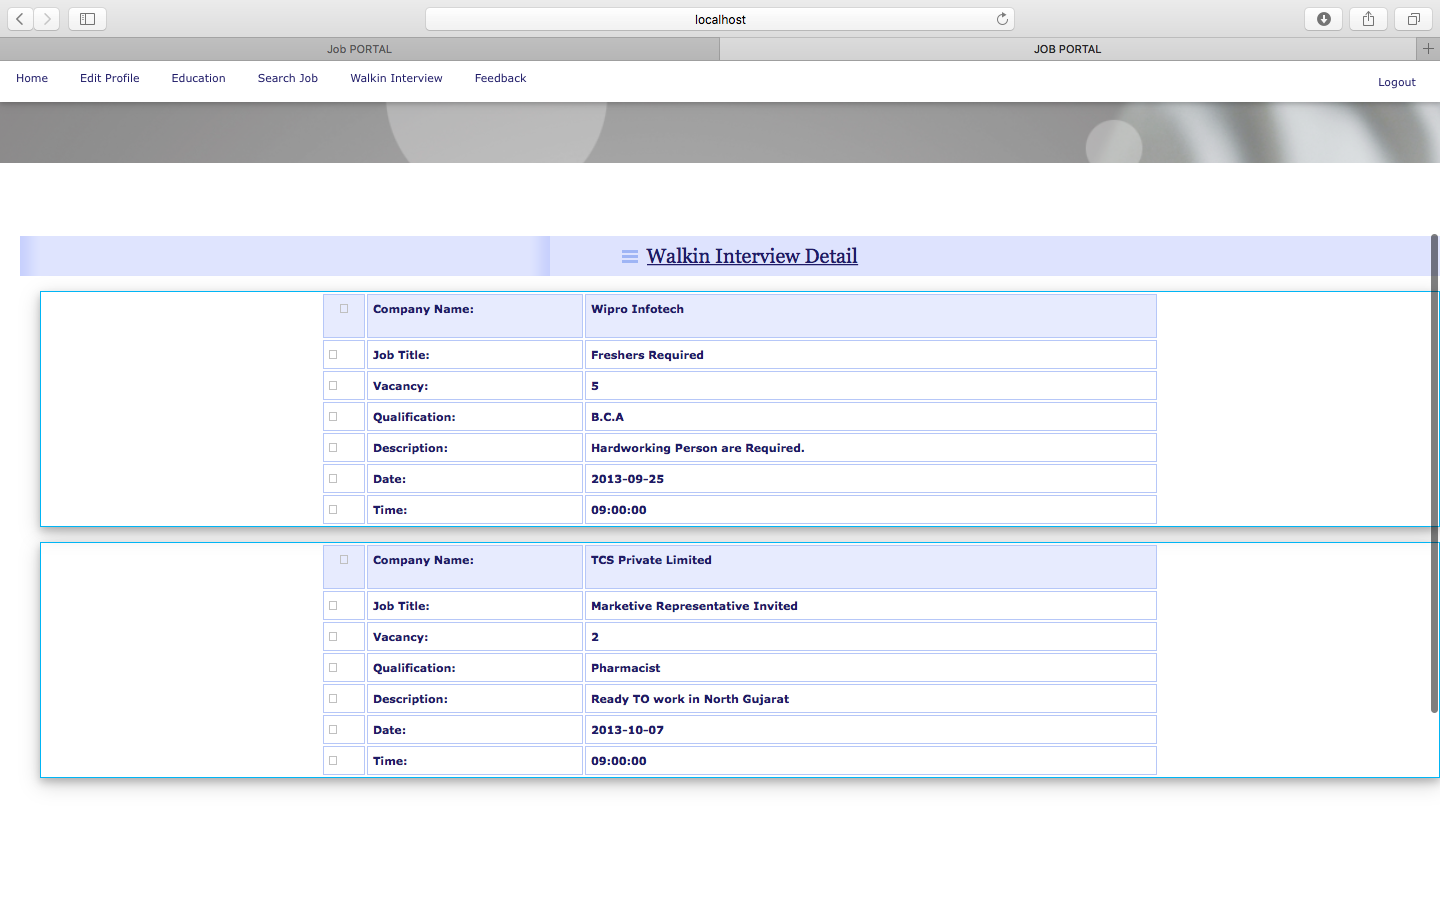 localhost
Job PORTAL
JOB PORTAL
Home Edit Profile Education Search Job Walkin Interview Feedback Logout
Walkin Interview Detail
Company Name: Wipro Infotech
Job Title: Freshers Required
Vacancy: 5
Qualification: B.C.A
Description: Hardworking Person are Required.
Date: 2013-09-25
Time: 09:00:00
Company Name: TCS Private Limited
Job Title: Marketive Representative Invited
Vacancy: 2
Qualification: Pharmacist
Description: Ready TO work in North Gujarat
Date: 2013-10-07
Time: 09:00:00